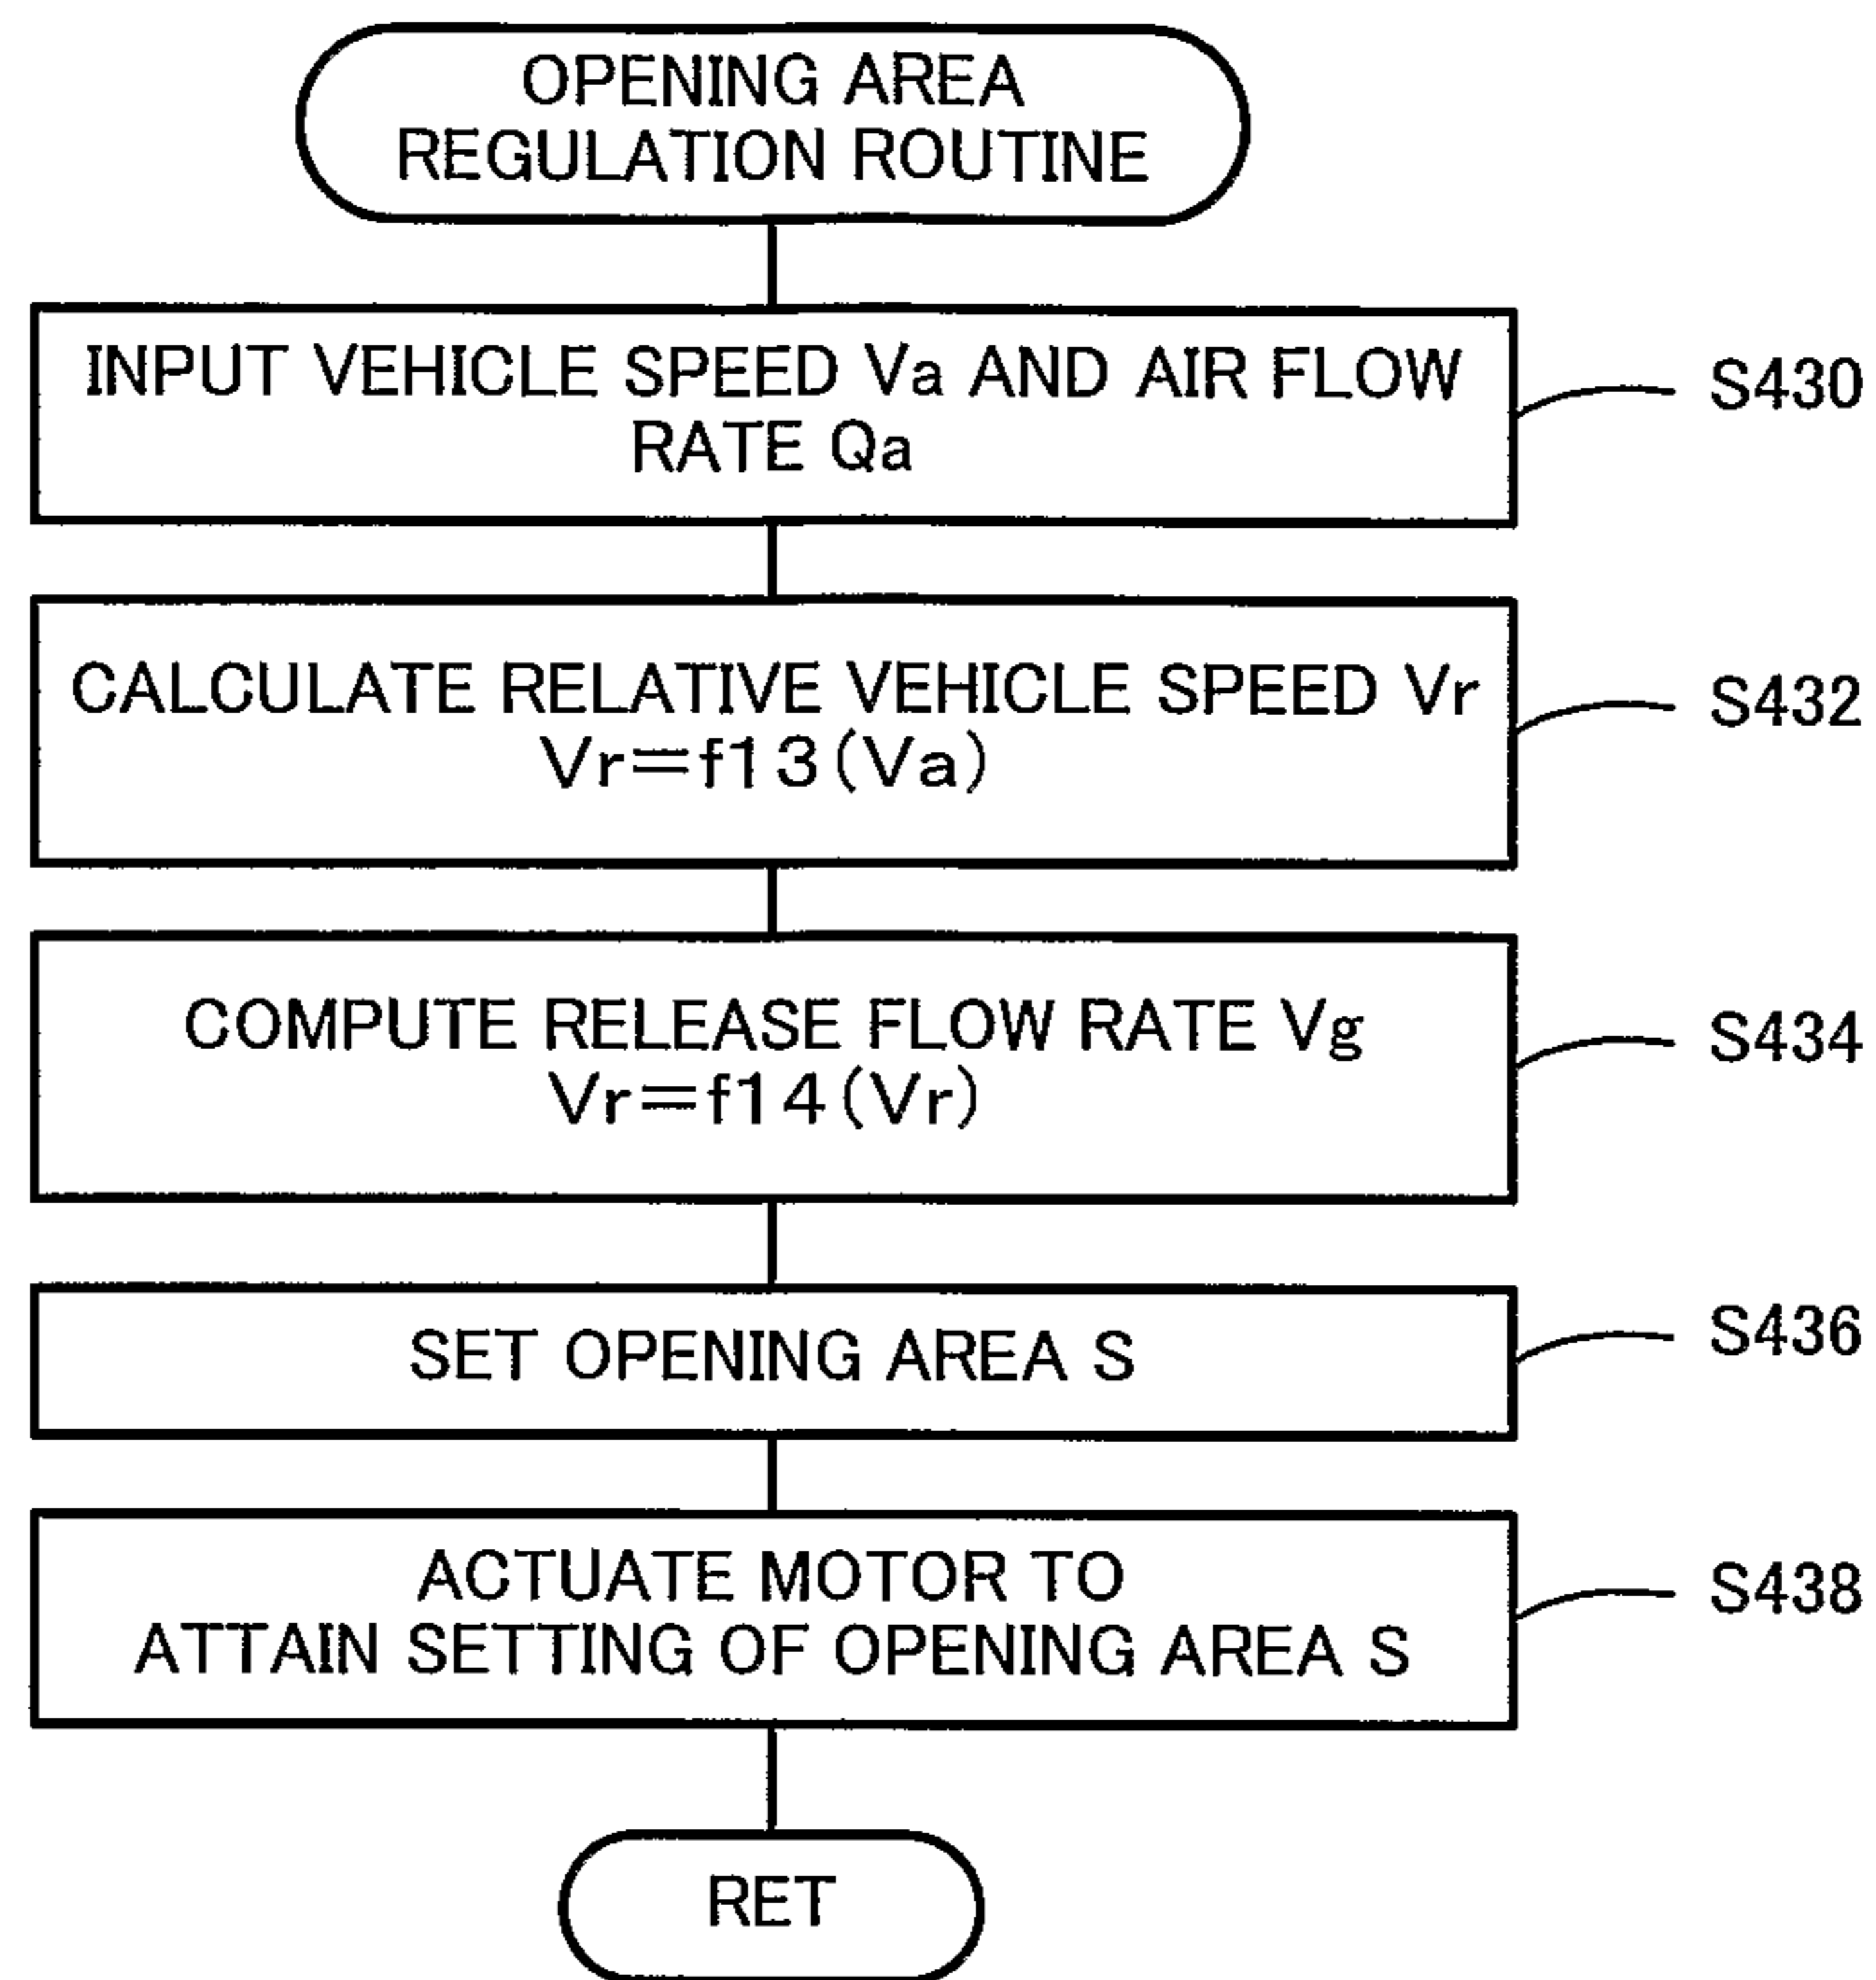 OPENING AREA
REGULATION ROUTINE
INPUT VEHICLE SPEED Va AND AIR FLOW
RATE Qa
S430
CALCULATE RELATIVE VEHICLE SPEED Vr
Vr=f13(Va)
S432
COMPUTE RELEASE FLOW RATE Vg
Vr=f14(Vr)
S434
SET OPENING AREA S
S436
ACTUATE MOTOR TO
ATTAIN SETTING OF OPENING AREA S
S438
RET